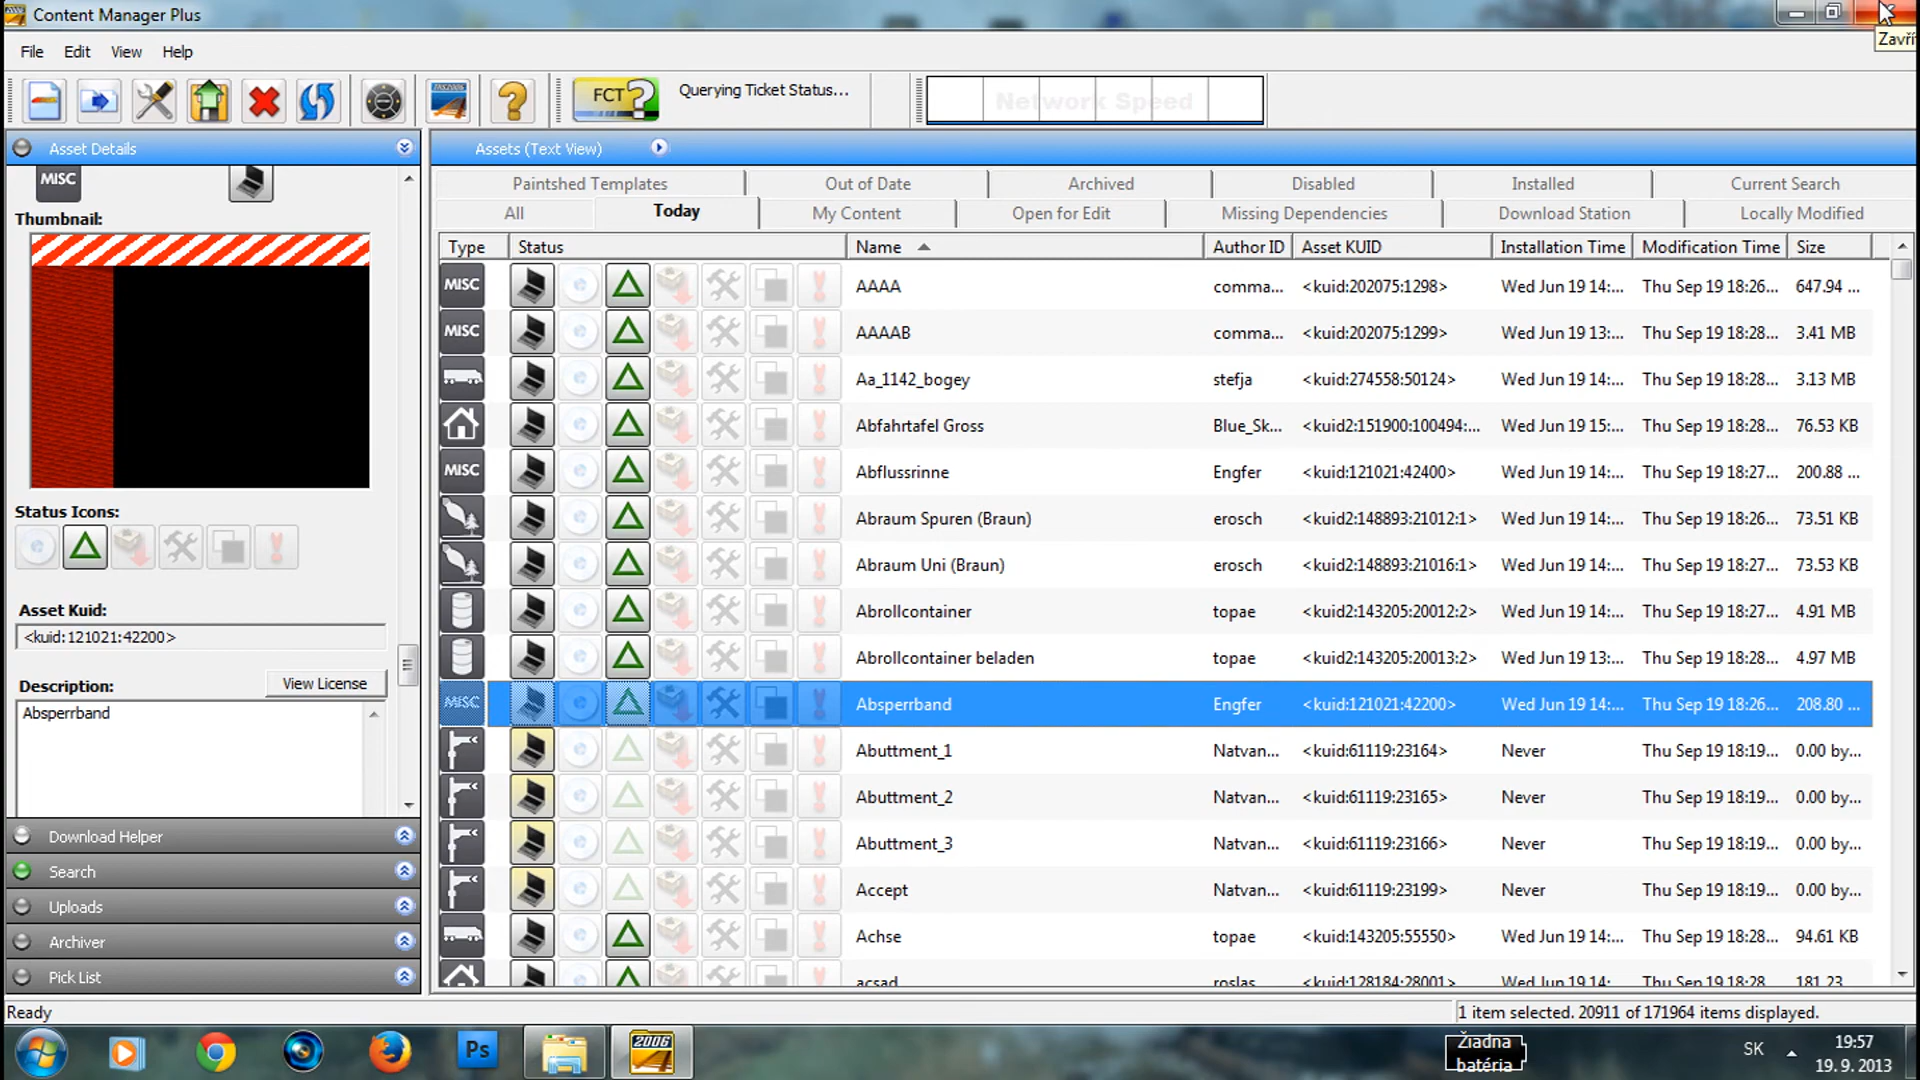 Content Manager Plus
Zavří
File Edit View Help
FCT? Querying Ticket Status... Network Speed
Asset Details
Assets (Text View)
MISC
Thumbnail:
Status Icons:
Asset Kuid:
<kuid:121021:42200>
Description: View License
Absperrband
Download Helper
Search
Uploads
Archiver
Pick List
Paintshed Templates Out of Date Archived Disabled Installed Current Search
All Today My Content Open for Edit Missing Dependencies Download Station Locally Modified
Type Status Name Author ID Asset KUID Installation Time Modification Time Size
MISC AAAA comma... <kuid:202075:1298> Wed Jun 19 14:... Thu Sep 19 18:26... 647.94 ...
MISC AAAAB comma... <kuid:202075:1299> Wed Jun 19 13:... Thu Sep 19 18:28... 3.41 MB
Aa_1142_bogey stefja <kuid:274558:50124> Wed Jun 19 14:... Thu Sep 19 18:28... 3.13 MB
Abfahrtafel Gross Blue_Sk... <kuid2:151900:100494:... Wed Jun 19 15:... Thu Sep 19 18:28... 76.53 KB
MISC Abflussrinne Engfer <kuid:121021:42400> Wed Jun 19 14:... Thu Sep 19 18:27... 200.88 ...
Abraum Spuren (Braun) erosch <kuid2:148893:21012:1> Wed Jun 19 14:... Thu Sep 19 18:26... 73.51 KB
Abraum Uni (Braun) erosch <kuid2:148893:21016:1> Wed Jun 19 14:... Thu Sep 19 18:27... 73.53 KB
Abrollcontainer topae <kuid2:143205:20012:2> Wed Jun 19 14:... Thu Sep 19 18:27... 4.91 MB
Abrollcontainer beladen topae <kuid2:143205:20013:2> Wed Jun 19 13:... Thu Sep 19 18:28... 4.97 MB
MISC Absperrband Engfer <kuid:121021:42200> Wed Jun 19 14:... Thu Sep 19 18:26... 208.80 ...
Abuttment_1 Natvan... <kuid:61119:23164> Never Thu Sep 19 18:19... 0.00 by...
Abuttment_2 Natvan... <kuid:61119:23165> Never Thu Sep 19 18:19... 0.00 by...
Abuttment_3 Natvan... <kuid:61119:23166> Never Thu Sep 19 18:19... 0.00 by...
Accept Natvan... <kuid:61119:23199> Never Thu Sep 19 18:19... 0.00 by...
Achse topae <kuid:143205:55550> Wed Jun 19 14:... Thu Sep 19 18:28... 94.61 KB
acsad roslas <kuid:128184:28001> Wed Jun 19 14:... Thu Sep 19 18:28... 181.23
Ready 1 item selected. 20911 of 171964 items displayed.
Ps 2006 Žiadna batéria SK 19:57
19. 9. 2013